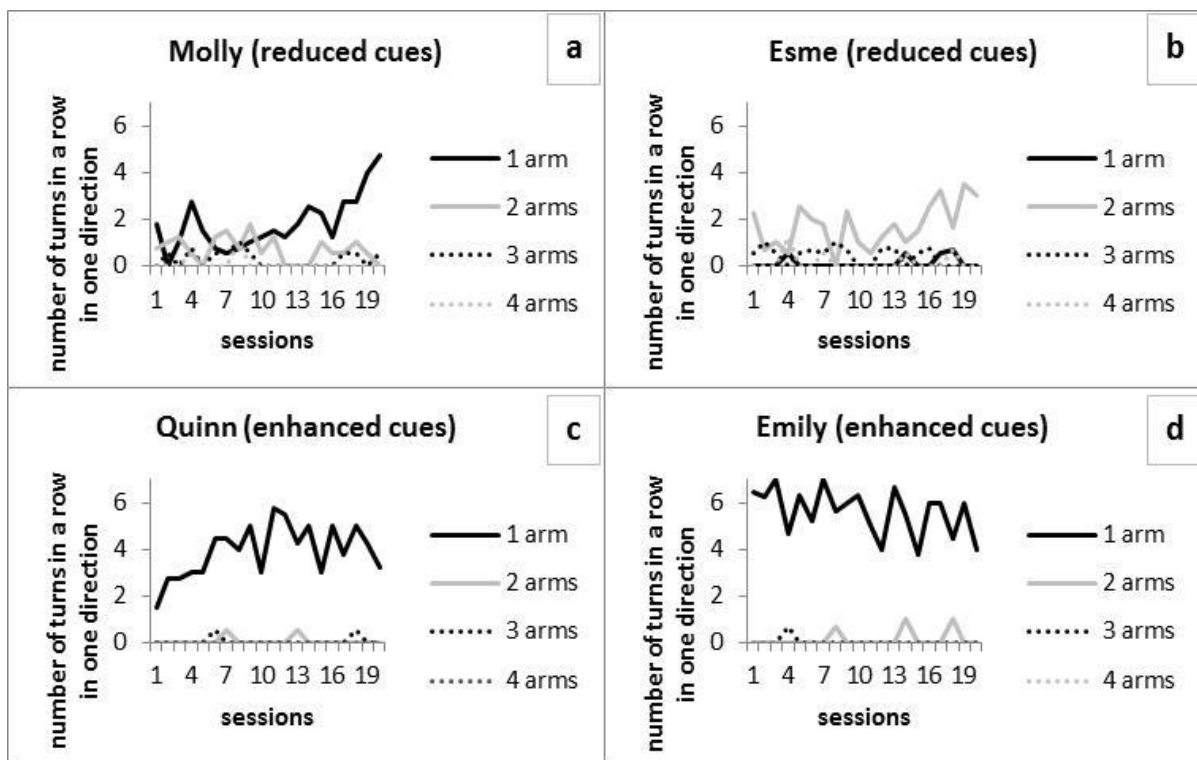 Molly (reduced cues)
a
number of turns in a row
in one direction
6
4
2
0
1 4 7 10 13 16 19
sessions
1 arm
2 arms
3 arms
4 arms
Esme (reduced cues)
b
number of turns in a row
in one direction
6
4
2
0
1 4 7 10 13 16 19
sessions
1 arm
2 arms
3 arms
4 arms
Quinn (enhanced cues)
c
number of turns in a row
in one direction
6
4
2
0
1 4 7 10 13 16 19
sessions
1 arm
2 arms
3 arms
4 arms
Emily (enhanced cues)
d
number of turns in a row
in one direction
6
4
2
0
1 4 7 10 13 16 19
sessions
1 arm
2 arms
3 arms
4 arms